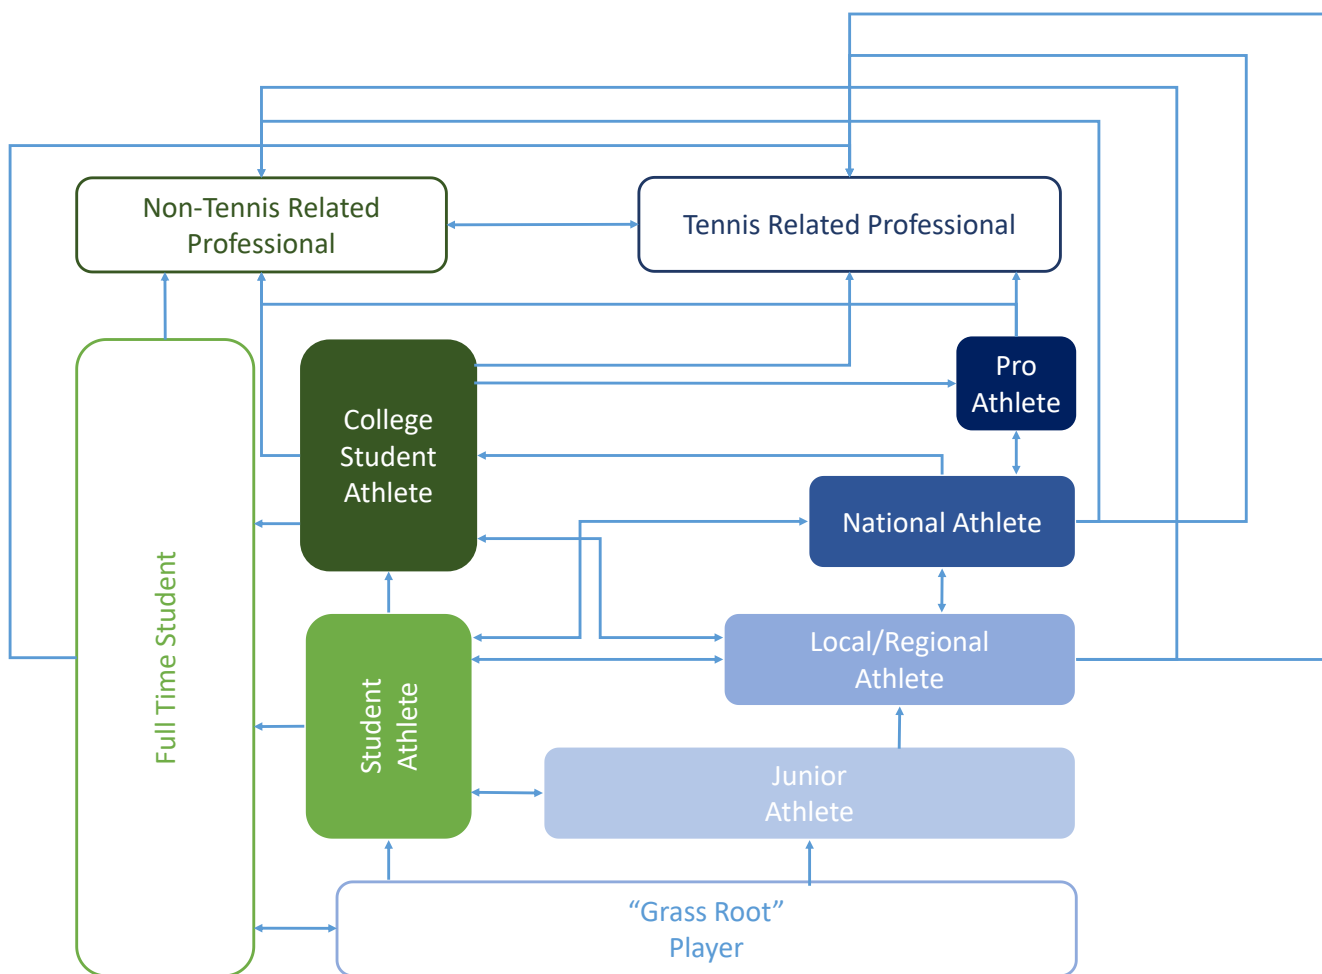 Non-Tennis Related
Professional
Tennis Related Professional
Pro
Athlete
College
Student
Athlete
National Athlete
Full Time Student
Local/Regional
Athlete
Student
Athlete
Junior
Athlete
“Grass Root”
Player